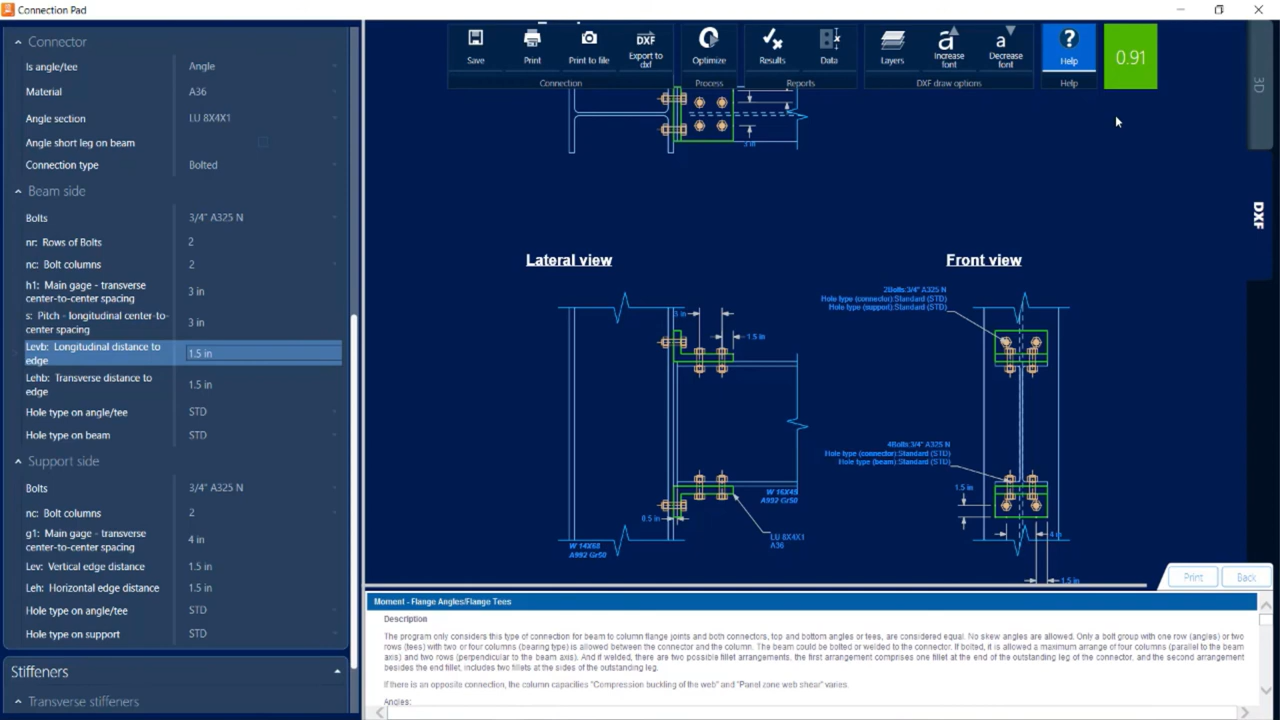 Connection Pad
Connector
Is angle/tee Angle
Material A36
Angle section LU 8X4X1
Angle short leg on beam
Connection type Bolted
Beam side
Bolts 3/4" A325 N
nr: Rows of Bolts 2
nc: Bolt columns 2
h1: Main gage - transverse
center-to-center spacing 3 in
s: Pitch - longitudinal center-to-
center spacing 3 in
Levb: Longitudinal distance to
edge 1.5 in
Lehb: Transverse distance to
edge 1.5 in
Hole type on angle/tee STD
Hole type on beam STD
Support side
Bolts 3/4" A325 N
nc: Bolt columns 2
g1: Main gage - transverse
center-to-center spacing 4 in
Lev: Vertical edge distance 1.5 in
Leh: Horizontal edge distance 1.5 in
Hole type on angle/tee STD
Hole type on support STD
Stiffeners
Transverse stiffeners
Save
Print
Print to file
DXF
Export to
dxf
Connection
Optimize
Process
Results
Data
Reports
Layers
Increase
font
Decrease
font
DXF draw options
Help
Help
0.91
3D
DXF
3 in
Lateral view
3 in
1.5 in
0.5 in
W 16X45
A992 Gr50
LU 8X4X1
A36
W 14X68
A992 Gr50
Front view
2Bolts:3/4" A325 N
Hole type (connector):Standard (STD)
Hole type (support):Standard (STD)
4Bolts:3/4" A325 N
Hole type (connector):Standard (STD)
Hole type (beam):Standard (STD)
1.5 in
4 in
1.5 in
Print
Back
Moment - Flange Angles/Flange Tees
Description
The program only considers this type of connection for beam to column flange joints and both connectors, top and bottom angles or tees, are considered equal. No skew angles are allowed. Only a bolt group with one row (angles) or two
rows (tees) with two or four columns (bearing type) is allowed between the connector and the column. The beam could be bolted or welded to the connector. If bolted, it is allowed a maximum arrange of four columns (parallel to the beam
axis) and two rows (perpendicular to the beam axis). And if welded, there are two possible fillet arrangements, the first arrangement comprises one fillet at the end of the outstanding leg of the connector, and the second arrangement
besides the end fillet, includes two fillets at the sides of the outstanding leg.
If there is an opposite connection, the column capacities "Compression buckling of the web" and "Panel zone web shear" varies.
Angles: